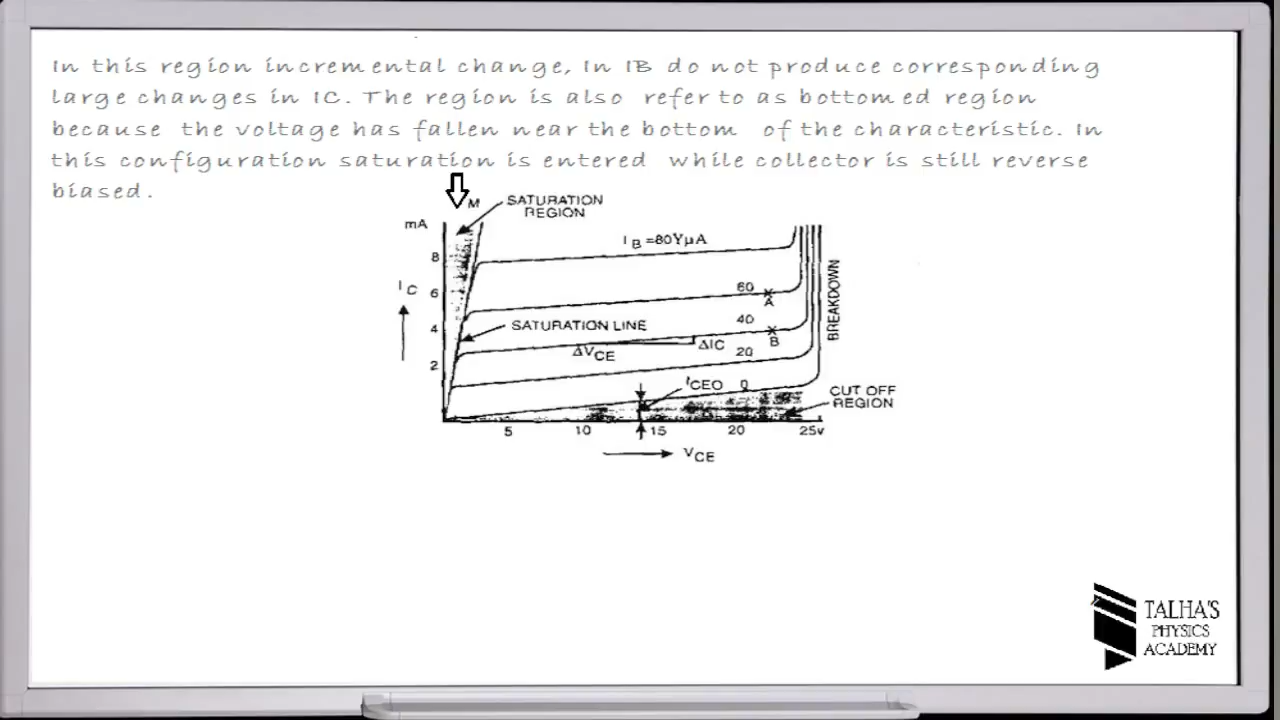 In this region incremental change, In IB do not produce corresponding
large changes in IC. The region is also refer to as bottomed region
because the voltage has fallen near the bottom of the characteristic. In
this configuration saturation is entered while collector is still reverse
biased.
M
SATURATION
REGION
mA
I B =80YµA
8
60
6
I C
A
BREAKDOWN
SATURATION LINE
40
4
B
ΔIC
ΔVCE
20
2
ICEO
0
CUT OFF
REGION
5 10 15 20 25v
VCE
TALHA'S
PHYSICS
ACADEMY